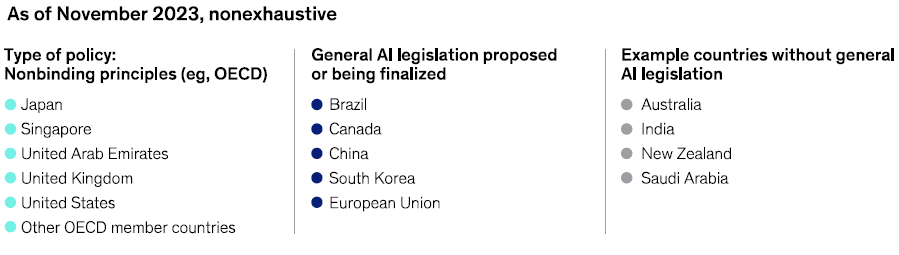 As of November 2023, nonexhaustive
Type of policy:
Nonbinding principles (eg, OECD)
Japan
Singapore
United Arab Emirates
United Kingdom
United States
Other OECD member countries
General AI legislation proposed
or being finalized
Brazil
Canada
China
South Korea
European Union
Example countries without general
AI legislation
Australia
India
New Zealand
Saudi Arabia